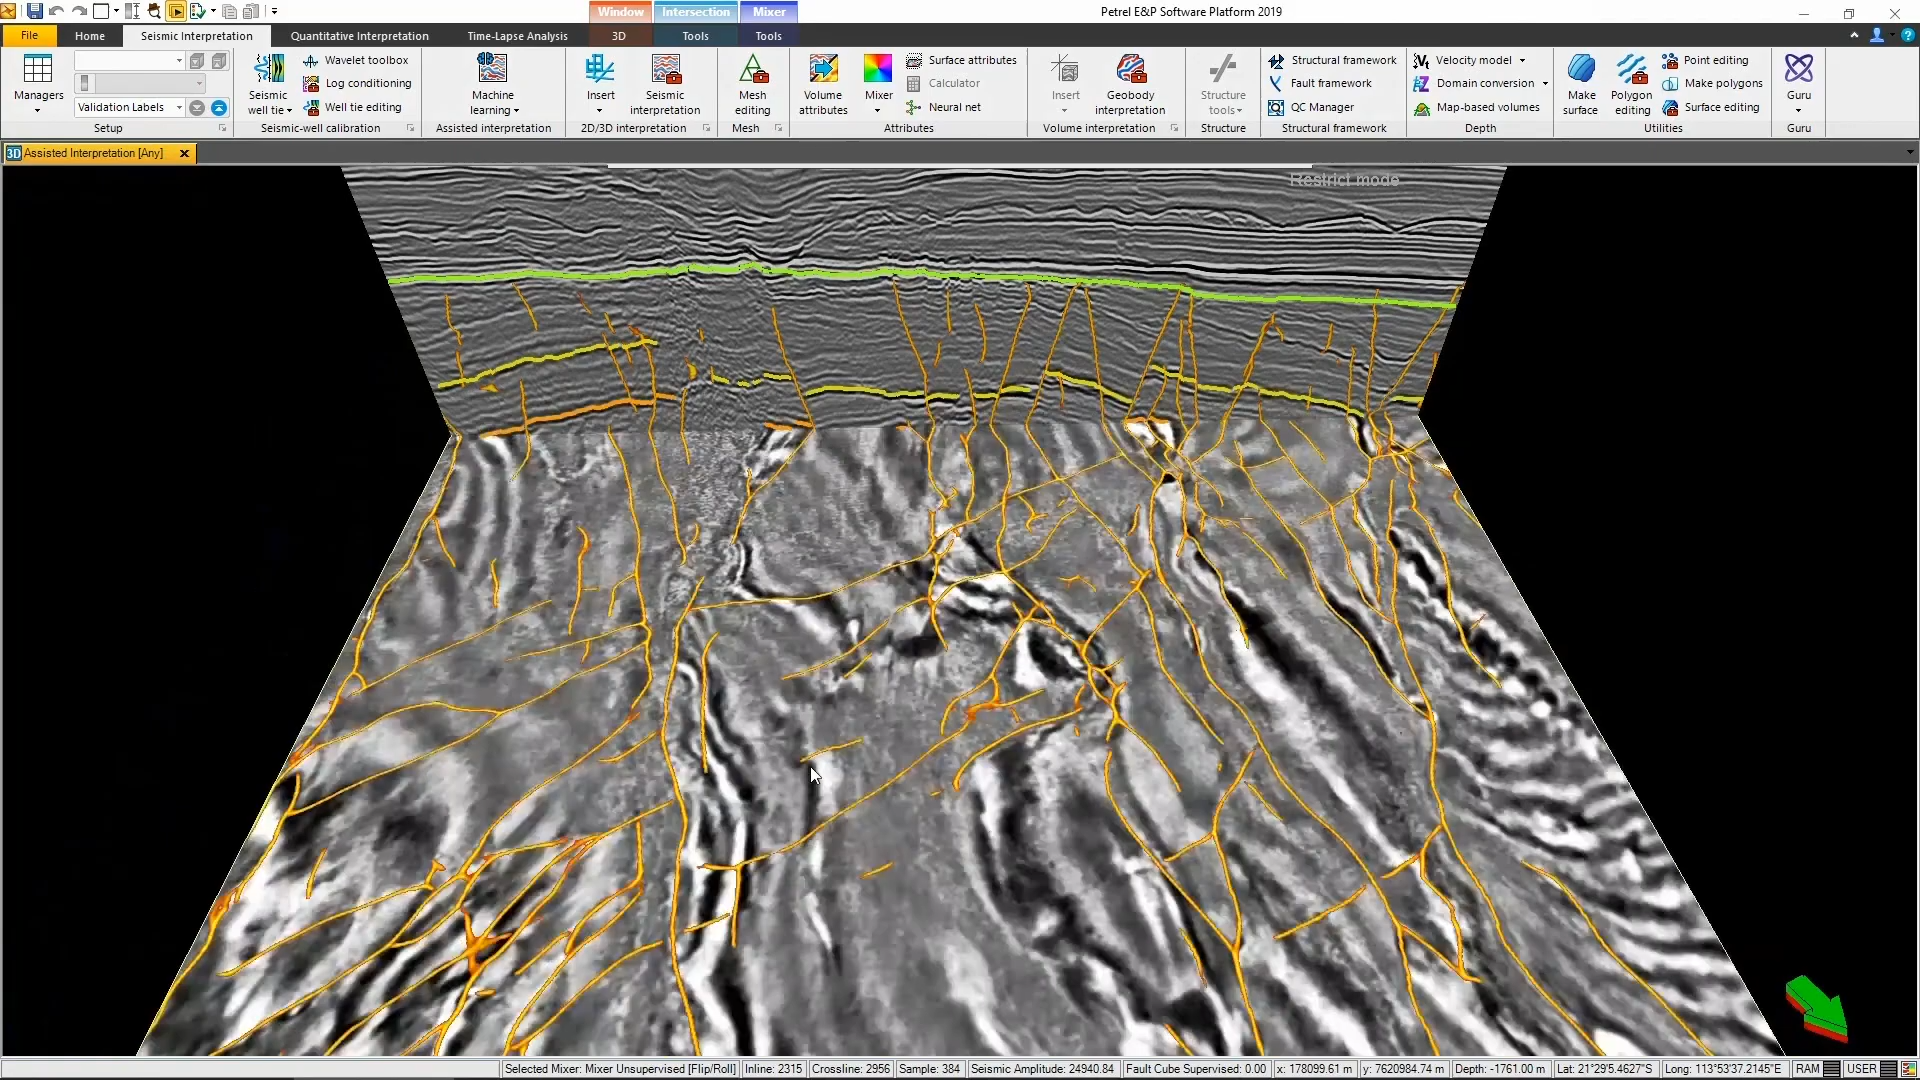 Window Intersection Mixer Petrel E&P Software Platform 2019
File Home Seismic Interpretation Quantitative Interpretation Time-Lapse Analysis 3D Tools Tools
Managers
Validation Labels
Setup
Seismic well tie
Wavelet toolbox
Log conditioning
Well tie editing
Seismic-well calibration
Machine learning
Assisted interpretation
Insert
Seismic interpretation
2D/3D interpretation
Mesh editing
Mesh
Volume attributes
Mixer
Surface attributes
Calculator
Neural net
Attributes
Insert
Geobody interpretation
Volume interpretation
Structure tools
Structure
Structural framework
Fault framework
QC Manager
Structural framework
Velocity model
Domain conversion
Map-based volumes
Depth
Make surface
Polygon editing
Point editing
Make polygons
Surface editing
Utilities
Guru
Guru
3D Assisted Interpretation [Any]
Restrict mode
Selected Mixer: Mixer Unsupervised [Flip/Roll] Inline: 2315 Crossline: 2956 Sample: 384 Seismic Amplitude: 24940.84 Fault Cube Supervised: 0.00 x: 178099.61 m y: 7620984.74 m Depth: -1761.00 m Lat: 21°29'5.4627"S Long: 113°53'37.2145"E RAM USER